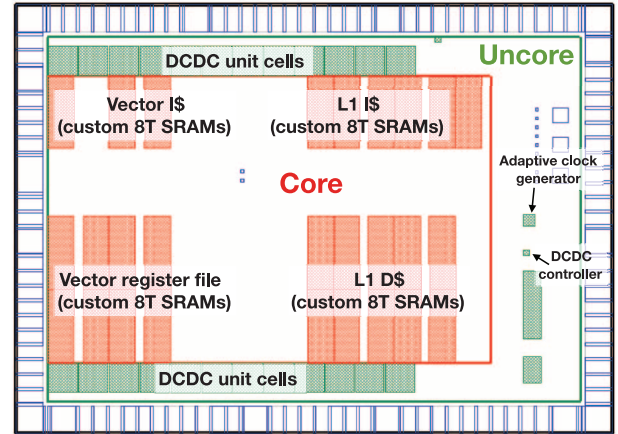 DCDC unit cells
Uncore
Vector I$
(custom 8T SRAMs)
L1 I$
(custom 8T SRAMs)
Adaptive clock
generator
Core
DCDC
controller
Vector register file
(custom 8T SRAMs)
L1 D$
(custom 8T SRAMs)
DCDC unit cells